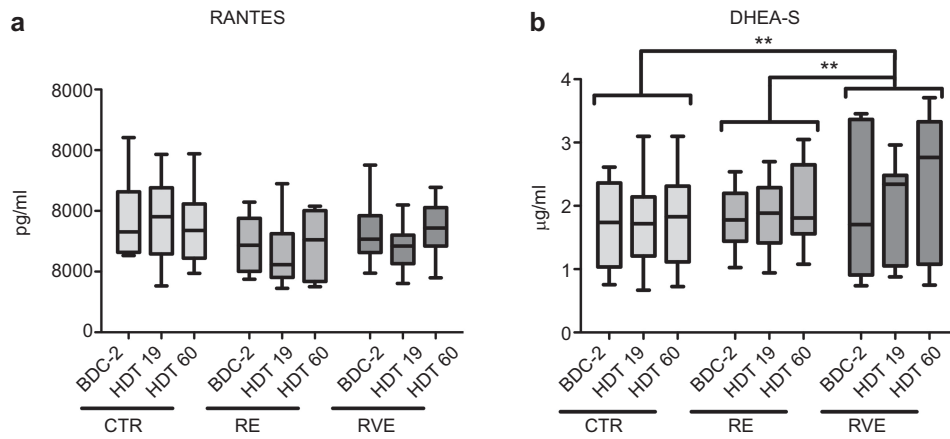 a
RANTES
8000
8000
8000
8000
0
pg/ml
BDC-2
HDT 19
HDT 60
BDC-2
HDT 19
HDT 60
BDC-2
HDT 19
HDT 60
CTR
RE
RVE
b
DHEA-S
**
**
4
3
2
1
0
µg/ml
BDC-2
HDT 19
HDT 60
BDC-2
HDT 19
HDT 60
BDC-2
HDT 19
HDT 60
CTR
RE
RVE